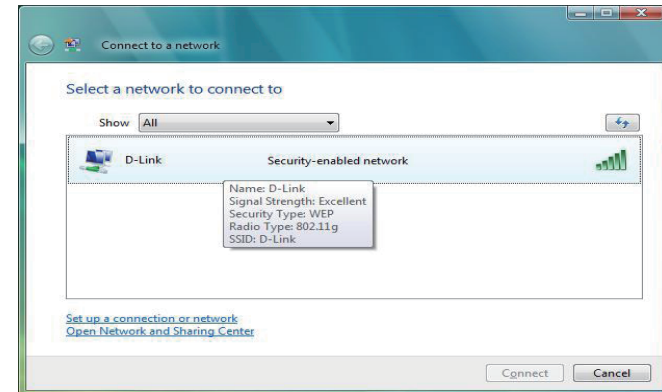 Connect to a network
Select a network to connect to
Show All
D-Link Security-enabled network
Name: D-Link
Signal Strength: Excellent
Security Type: WEP
Radio Type: 802.11g
SSID: D-Link
Set up a connection or network
Open Network and Sharing Center
Connect Cancel